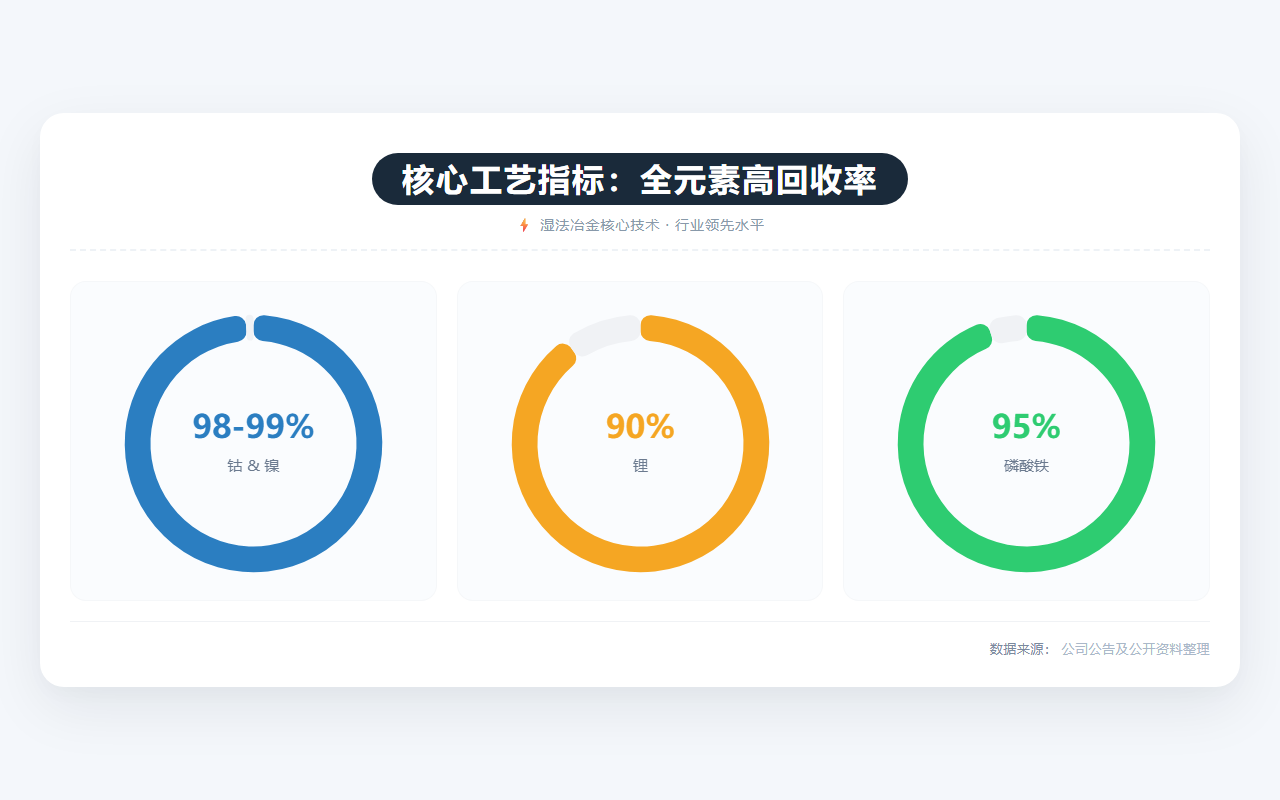 核心工艺指标：全元素高回收率
湿法冶金核心技术 · 行业领先水平
98-99%
钴 & 镍
90%
锂
95%
磷酸铁
数据来源： 公司公告及公开资料整理